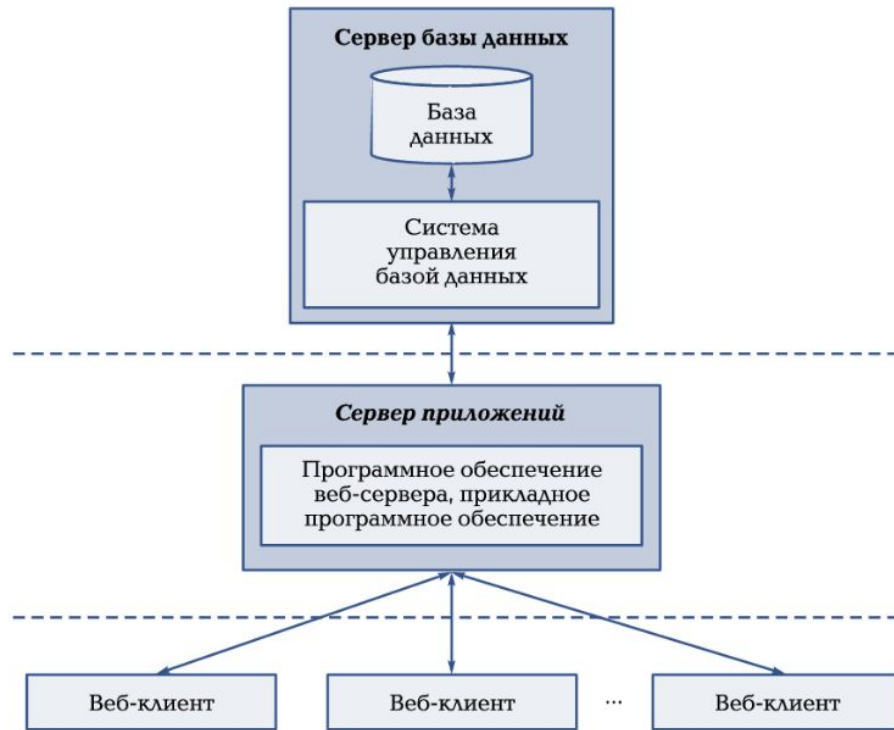 Сервер базы данных
База
данных
Система
управления
базой данных
Сервер приложений
Программное обеспечение
веб-сервера, прикладное
программное обеспечение
Веб-клиент
Веб-клиент
...
Веб-клиент